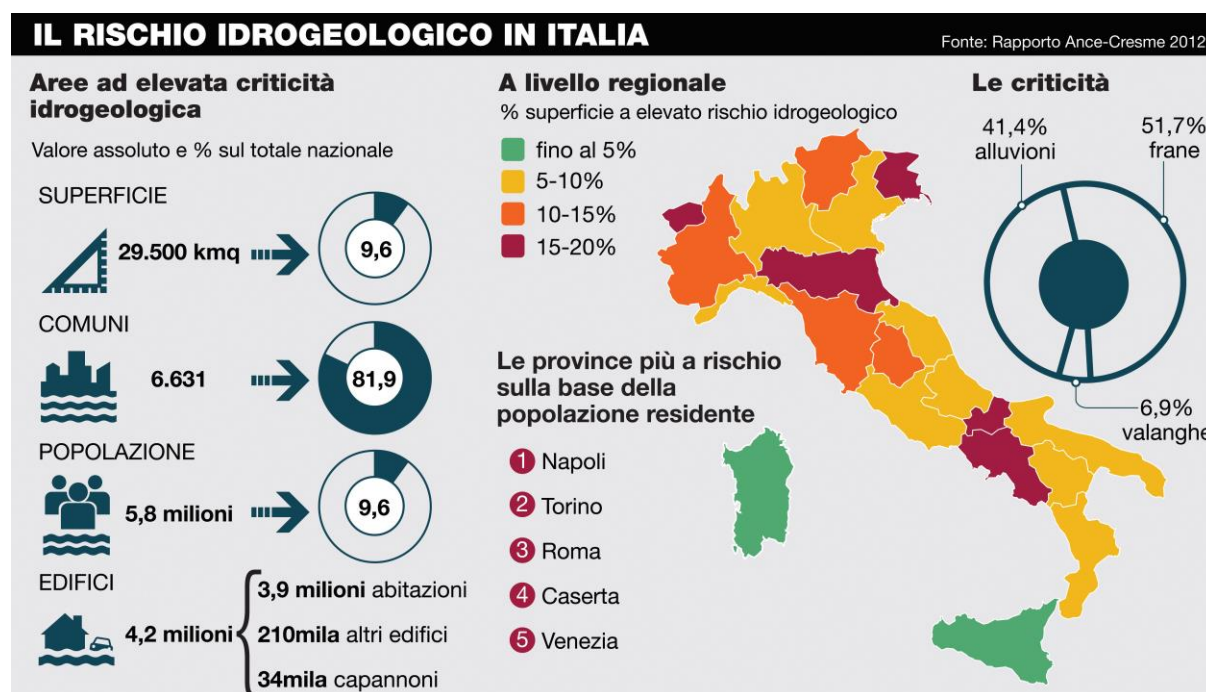 IL RISCHIO IDROGEOLOGICO IN ITALIA
Fonte: Rapporto Ance-Cresme 2012
Aree ad elevata criticità
idrogeologica
Valore assoluto e % sul totale nazionale
SUPERFICIE
29.500 kmq
9,6
COMUNI
6.631
81,9
POPOLAZIONE
5,8 milioni
9,6
EDIFICI
4,2 milioni
3,9 milioni abitazioni
210mila altri edifici
34mila capannoni
A livello regionale
% superficie a elevato rischio idrogeologico
fino al 5%
5-10%
10-15%
15-20%
Le province più a rischio
sulla base della
popolazione residente
1 Napoli
2 Torino
3 Roma
4 Caserta
5 Venezia
Le criticità
41,4%
alluvioni
51,7%
frane
6,9%
valanghe